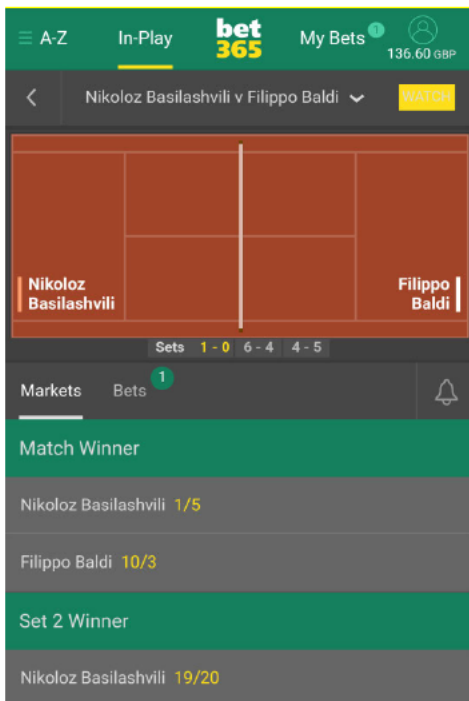 A-Z In-Play bet My Bets 1
365 136.60 GBP
Nikoloz Basilashvili v Filippo Baldi WATCH
Nikoloz Filippo
Basilashvili Baldi
Sets 1 - 0 6 - 4 4 - 5
Markets Bets 1
Match Winner
Nikoloz Basilashvili 1/5
Filippo Baldi 10/3
Set 2 Winner
Nikoloz Basilashvili 19/20